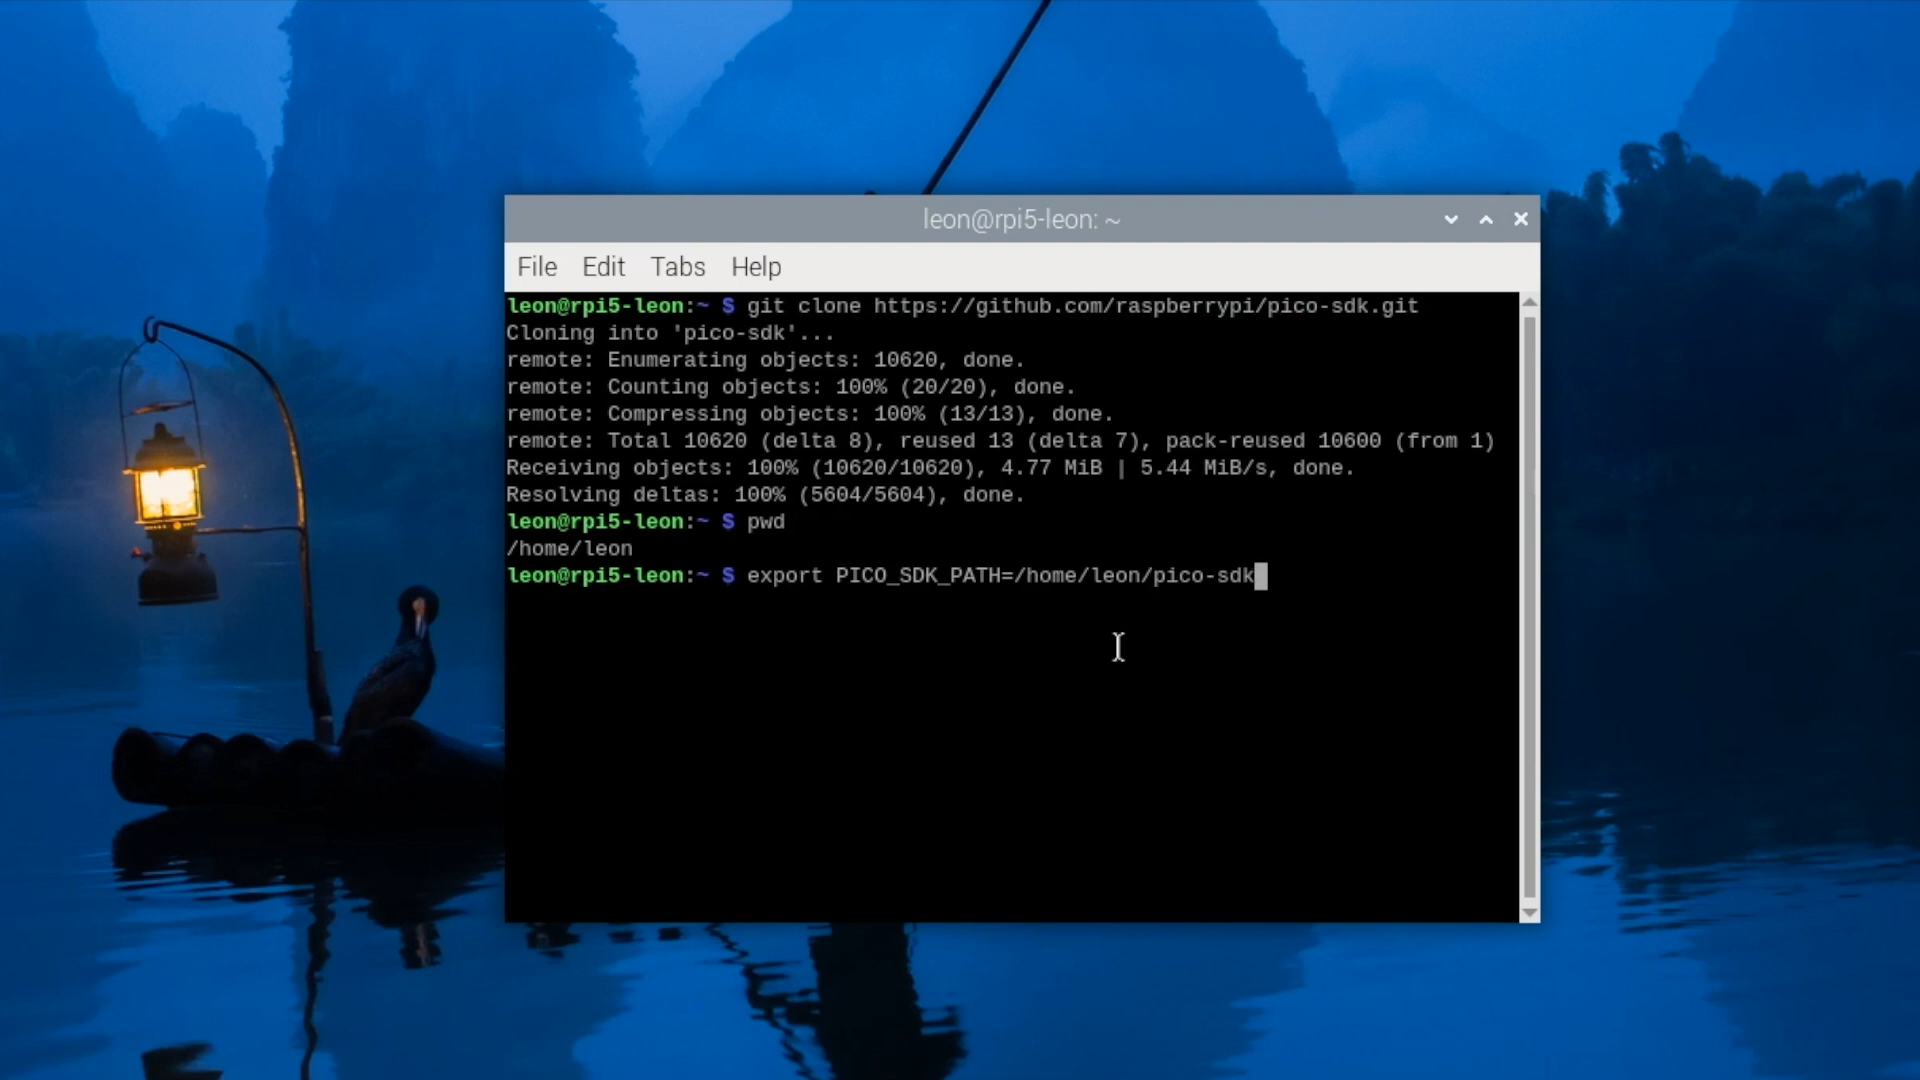 leon@rpi5-leon: ~
File Edit Tabs Help
leon@rpi5-leon:~ $ git clone https://github.com/raspberrypi/pico-sdk.git
Cloning into 'pico-sdk'...
remote: Enumerating objects: 10620, done.
remote: Counting objects: 100% (20/20), done.
remote: Compressing objects: 100% (13/13), done.
remote: Total 10620 (delta 8), reused 13 (delta 7), pack-reused 10600 (from 1)
Receiving objects: 100% (10620/10620), 4.77 MiB | 5.44 MiB/s, done.
Resolving deltas: 100% (5604/5604), done.
leon@rpi5-leon:~ $ pwd
/home/leon
leon@rpi5-leon:~ $ export PICO_SDK_PATH=/home/leon/pico-sdk